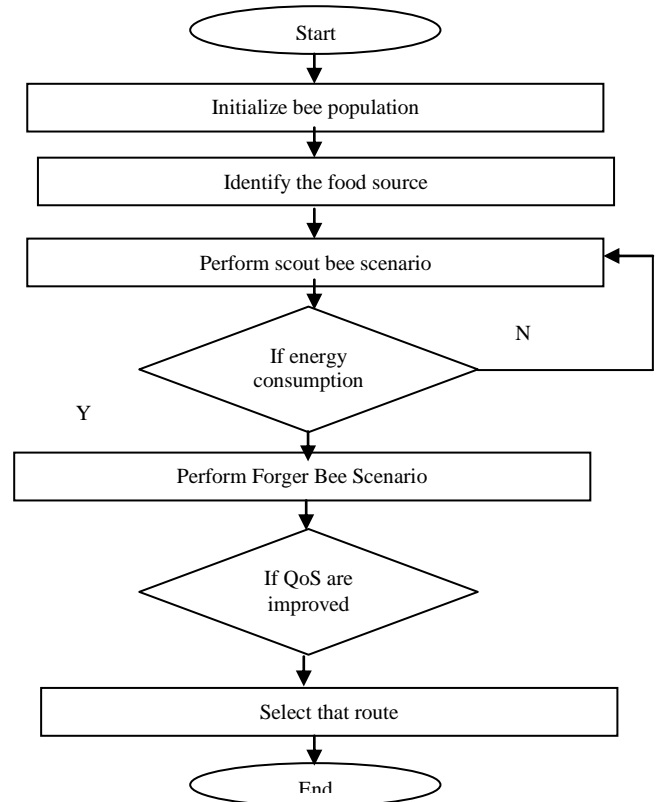 Start
Initialize bee population
Identify the food source
Perform scout bee scenario
If energy
consumption
N
Y
Perform Forger Bee Scenario
If QoS are
improved
Select that route
End